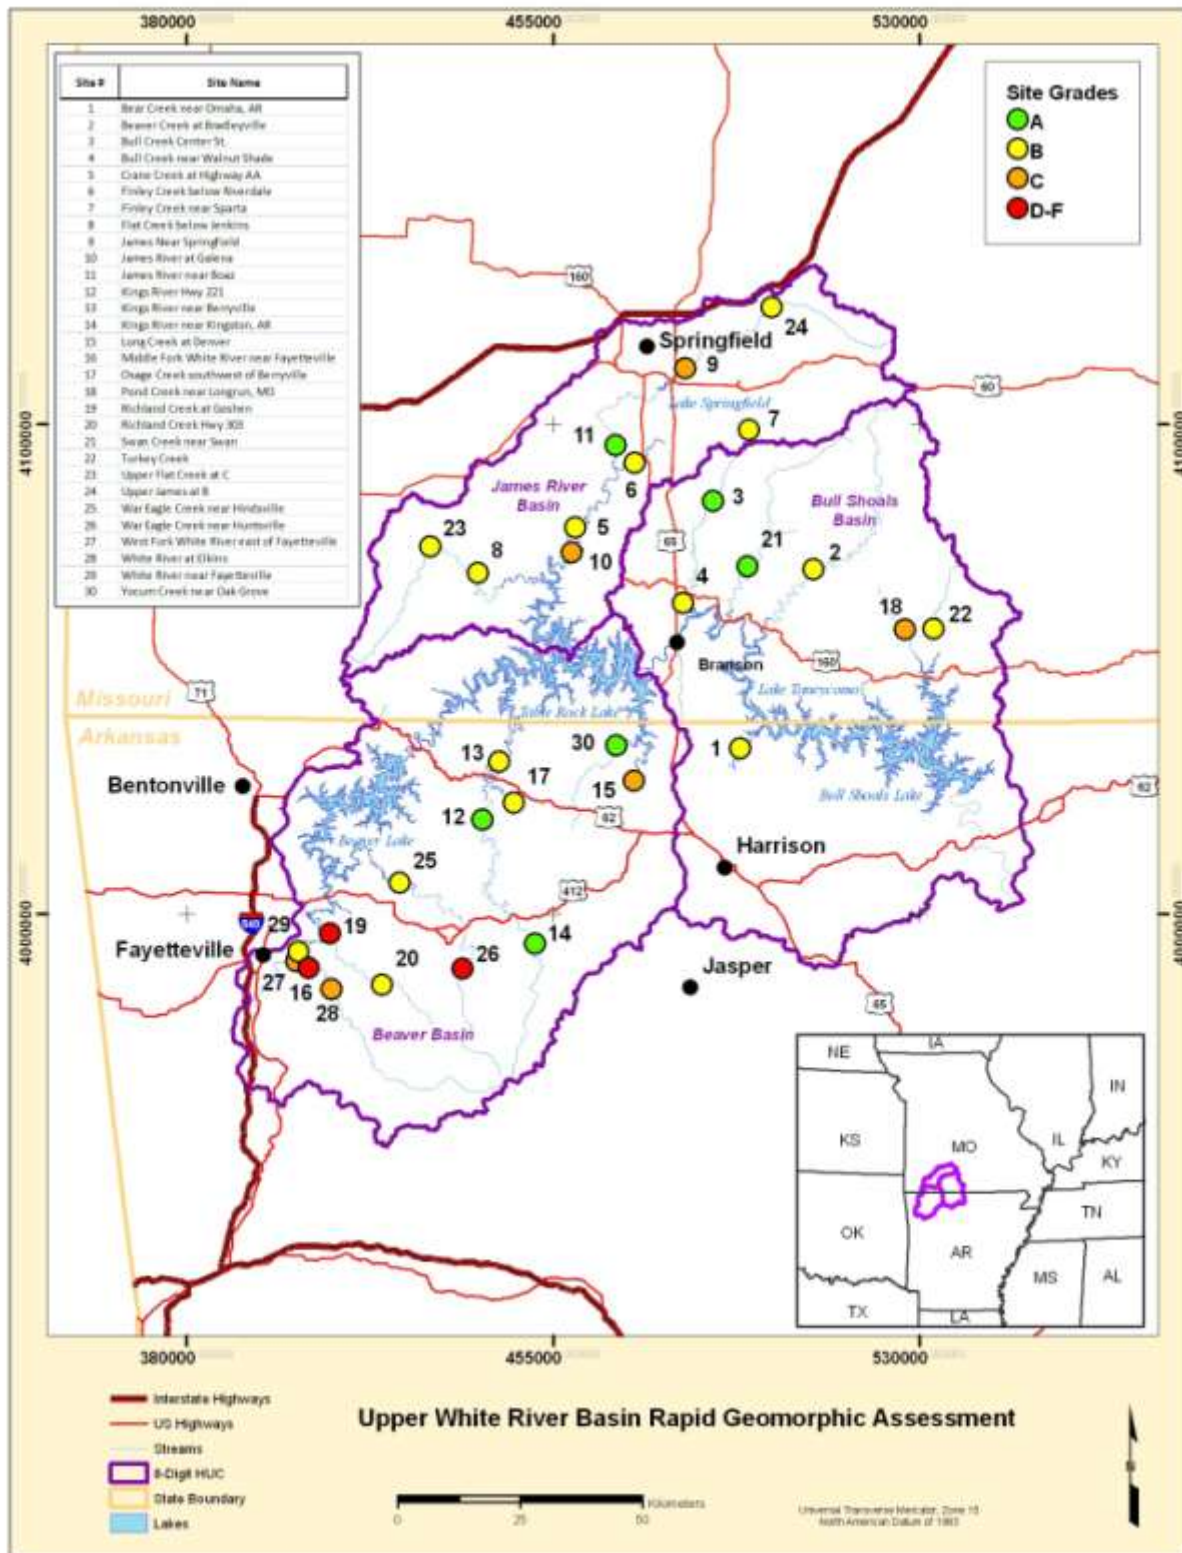 380000 455000 530000
Site # Site Name
1 Bear Creek near Omaha, AR
2 Beaver Creek at Bradleyville
3 Bull Creek Center St.
4 Bull Creek near Walnut Shade
5 Crane Creek at Highway AA
6 Finley Creek below Riverdale
7 Finley Creek near Sparta
8 Flat Creek below Jenkins
9 James Near Springfield
10 James River at Galena
11 James River near Boaz
12 Kings River Hwy 221
13 Kings River near Berryville
14 Kings River near Kingston, AR
15 Long Creek at Denver
16 Middle Fork White River near Fayetteville
17 Osage Creek southwest of Berryville
18 Pond Creek near Longrun, MO
19 Richland Creek at Goshen
20 Richland Creek Hwy 303
21 Swan Creek near Swan
22 Turkey Creek
23 Upper Flat Creek at C
24 Upper James at B
25 War Eagle Creek near Hindsville
26 War Eagle Creek near Huntsville
27 West Fork White River east of Fayetteville
28 White River at Elkins
29 White River near Fayetteville
30 Yocum Creek near Oak Grove
Site Grades
A
B
C
D-F
160
24
Springfield
9
60
Lake Springfield
7
4100000
4100000
11
6
James River
Basin
3
Bull Shoals
Basin
23
5
65
21
8
10
2
4
18
22
Branson
160
71
Lake Taneycomo
Missouri
Table Rock Lake
Arkansas
30
1
13
Bentonville
17
15
62
Bull Shoals Lake
12
62
Beaver Lake
Harrison
25
412
4000000
4000000
540
29
19
14
Fayetteville
26
20
Jasper
27
16
28
65
Beaver Basin
NE
IA
IN
KS
MO
IL
KY
OK
TN
AR
MS
AL
TX
LA
380000 455000 530000
Interstate Highways
US Highways
Streams
8-Digit HUC
State Boundary
Lakes
Upper White River Basin Rapid Geomorphic Assessment
Kilometers
0 25 50
Universal Transverse Mercator, Zone 15
North American Datum of 1983
N